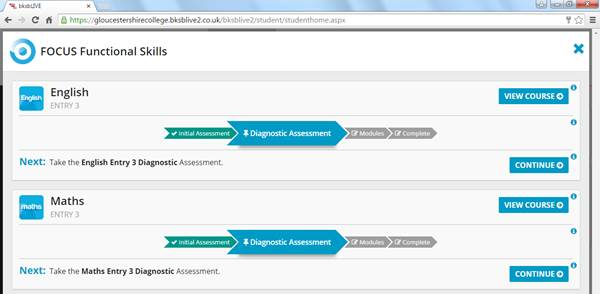 bksbLIVE
https://gloucestershirecollege.bksblive2.co.uk/bksblive2/student/studenthome.aspx
FOCUS Functional Skills
English
English
ENTRY 3
VIEW COURSE
Initial Assessment
Diagnostic Assessment
Modules
Complete
Next: Take the English Entry 3 Diagnostic Assessment.
CONTINUE
maths
Maths
ENTRY 3
VIEW COURSE
Initial Assessment
Diagnostic Assessment
Modules
Complete
Next: Take the Maths Entry 3 Diagnostic Assessment.
CONTINUE